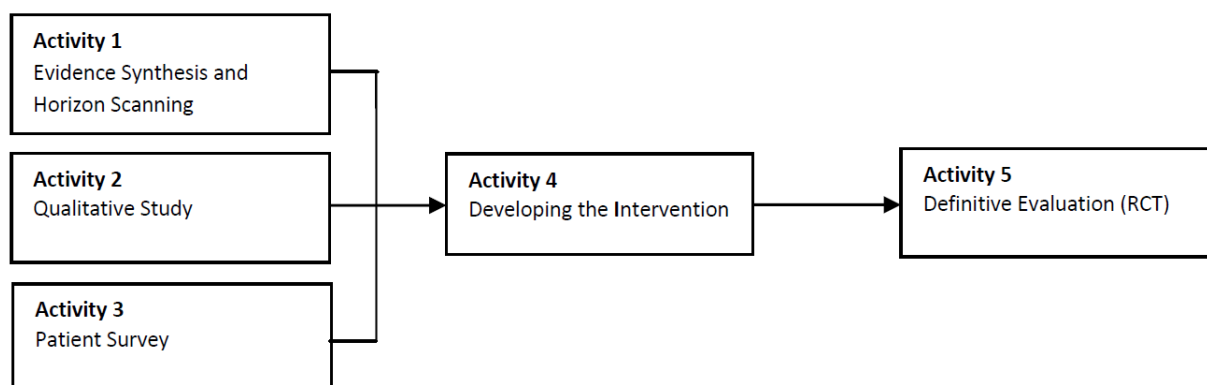 Activity 1
Evidence Synthesis and
Horizon Scanning
Activity 2
Qualitative Study
Activity 3
Patient Survey
Activity 4
Developing the Intervention
Activity 5
Definitive Evaluation (RCT)